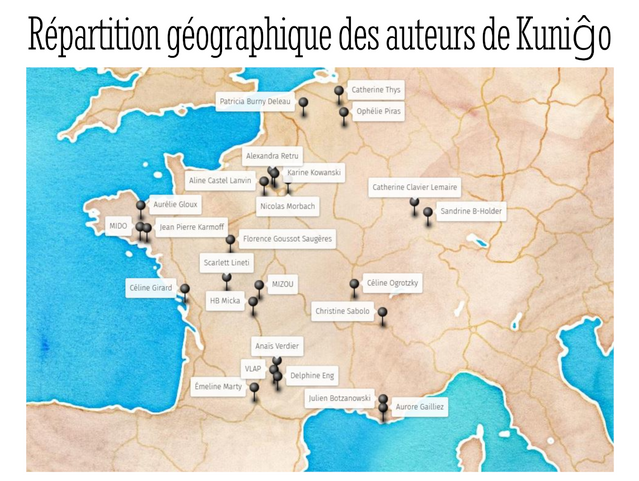 Répartition géographique des auteurs de Kuniĝo
Catherine Thys
Patricia Burny Deleau
Ophélie Piras
Alexandra Retru
Karine Kowanski
Aline Castel Lanvin
Catherine Clavier Lemaire
Nicolas Morbach
Aurélie Gloux
Sandrine B-Holder
MIDO
Jean Pierre Karmoff
Florence Goussot Saugères
Scarlett Lineti
Céline Girard
MIZOU
Céline Ogrotzky
HB Micka
Christine Sabolo
Anaïs Verdier
VLAP
Delphine Eng
Émeline Marty
Julien Botzanowski
Aurore Gailliez